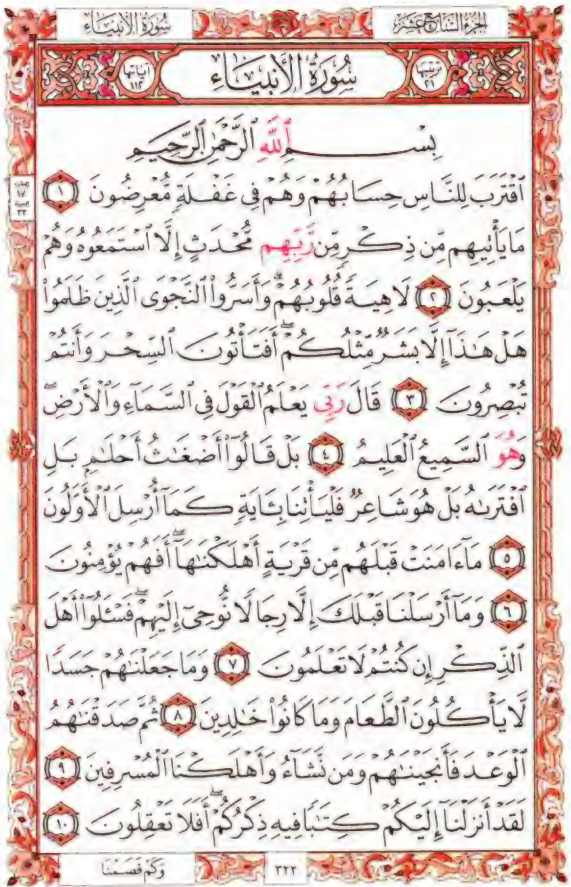 الجزء السابع عشر
سورة الأنبياء
ترتيبها ٢١
سُورَةُ الأَنبِيَاءِ
آياتها ١١٢
بِسْمِ ٱللَّهِ ٱلرَّحْمَٰنِ ٱلرَّحِيمِ
ٱقْتَرَبَ لِلنَّاسِ حِسَابُهُمْ وَهُمْ فِى غَفْلَةٍ مُّعْرِضُونَ ١
مَا يَأْتِيهِم مِّن ذِكْرٍ مِّن رَّبِّهِم مُّحْدَثٍ إِلَّا ٱسْتَمَعُوهُ وَهُمْ
يَلْعَبُونَ ٢ لَاهِيَةً قُلُوبُهُمْ ۗ وَأَسَرُّوا۟ ٱلنَّجْوَى ٱلَّذِينَ ظَلَمُوا۟
هَلْ هَٰذَآ إِلَّا بَشَرٌ مِّثْلُكُمْ ۖ أَفَتَأْتُونَ ٱلسِّحْرَ وَأَنتُمْ
تُبْصِرُونَ ٣ قَالَ رَبِّى يَعْلَمُ ٱلْقَوْلَ فِى ٱلسَّمَآءِ وَٱلْأَرْضِ ۖ
وَهُوَ ٱلسَّمِيعُ ٱلْعَلِيمُ ٤ بَلْ قَالُوٓا۟ أَضْغَٰثُ أَحْلَٰمٍ بَلِ
ٱفْتَرَىٰهُ بَلْ هُوَ شَاعِرٌ فَلْيَأْتِنَا بِـَٔايَةٍ كَمَآ أُرْسِلَ ٱلْأَوَّلُونَ
٥ مَآ ءَامَنَتْ قَبْلَهُم مِّن قَرْيَةٍ أَهْلَكْنَٰهَآ ۖ أَفَهُمْ يُؤْمِنُونَ
٦ وَمَآ أَرْسَلْنَا قَبْلَكَ إِلَّا رِجَالًا نُّوحِىٓ إِلَيْهِمْ ۖ فَسْـَٔلُوٓا۟ أَهْلَ
ٱلذِّكْرِ إِن كُنتُمْ لَا تَعْلَمُونَ ٧ وَمَا جَعَلْنَٰهُمْ جَسَدًا
لَّا يَأْكُلُونَ ٱلطَّعَامَ وَمَا كَانُوا۟ خَٰلِدِينَ ٨ ثُمَّ صَدَقْنَٰهُمُ
ٱلْوَعْدَ فَأَنجَيْنَٰهُمْ وَمَن نَّشَآءُ وَأَهْلَكْنَا ٱلْمُسْرِفِينَ ٩
لَقَدْ أَنزَلْنَآ إِلَيْكُمْ كِتَٰبًا فِيهِ ذِكْرُكُمْ ۖ أَفَلَا تَعْقِلُونَ ١٠
٣٢٢
وَكَمْ قَصَمْنَا